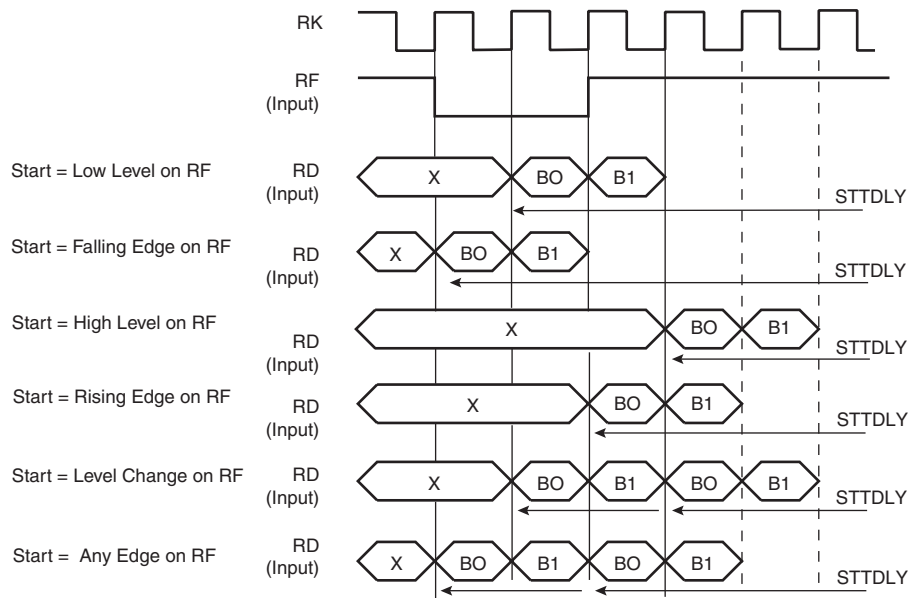 RK
RF
(Input)
Start = Low Level on RF
RD
(Input)
X
BO
B1
STTDLY
Start = Falling Edge on RF
RD
(Input)
X
BO
B1
STTDLY
Start = High Level on RF
RD
(Input)
X
BO
B1
STTDLY
Start = Rising Edge on RF
RD
(Input)
X
BO
B1
STTDLY
Start = Level Change on RF
RD
(Input)
X
BO
B1
BO
B1
STTDLY
Start = Any Edge on RF
RD
(Input)
X
BO
B1
BO
B1
STTDLY